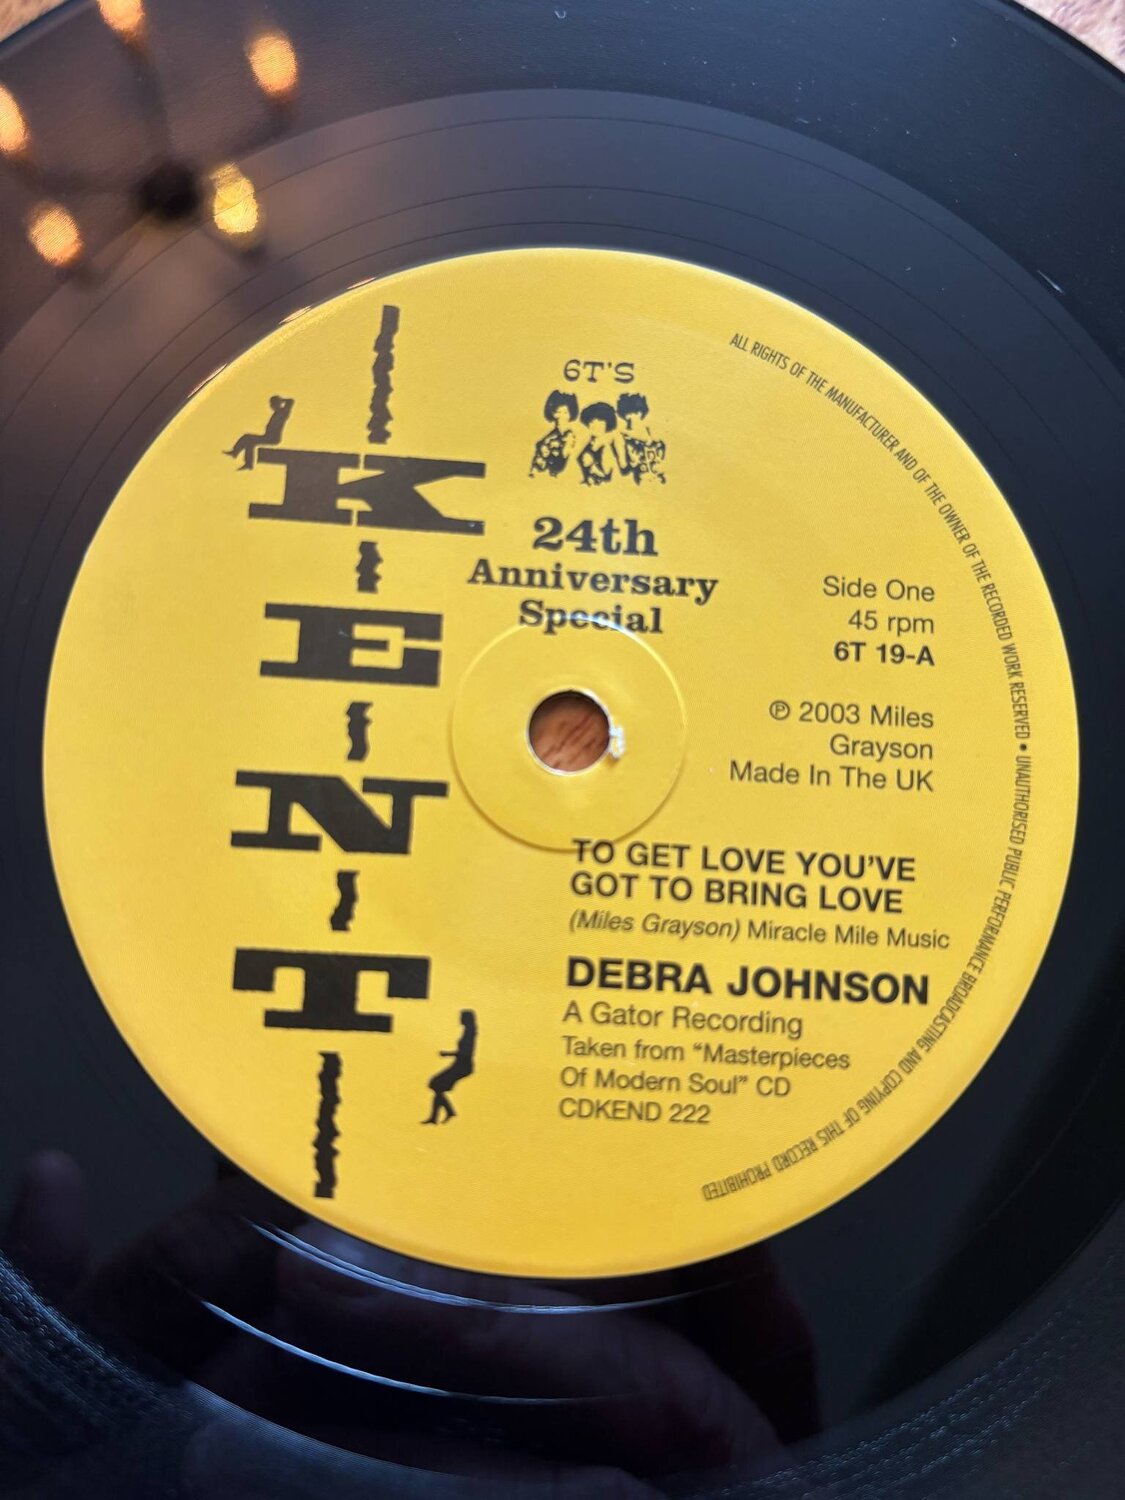 KENT
6T'S
24th
Anniversary
Special
Side One
45 rpm
6T 19-A
℗ 2003 Miles
Grayson
Made In The UK
TO GET LOVE YOU'VE
GOT TO BRING LOVE
(Miles Grayson) Miracle Mile Music
DEBRA JOHNSON
A Gator Recording
Taken from “Masterpieces
Of Modern Soul” CD
CDKEND 222
ALL RIGHTS OF THE MANUFACTURER AND OF THE OWNER OF THE RECORDED WORK RESERVED • UNAUTHORISED PUBLIC PERFORMANCE BROADCASTING AND COPYING OF THIS RECORD PROHIBITED